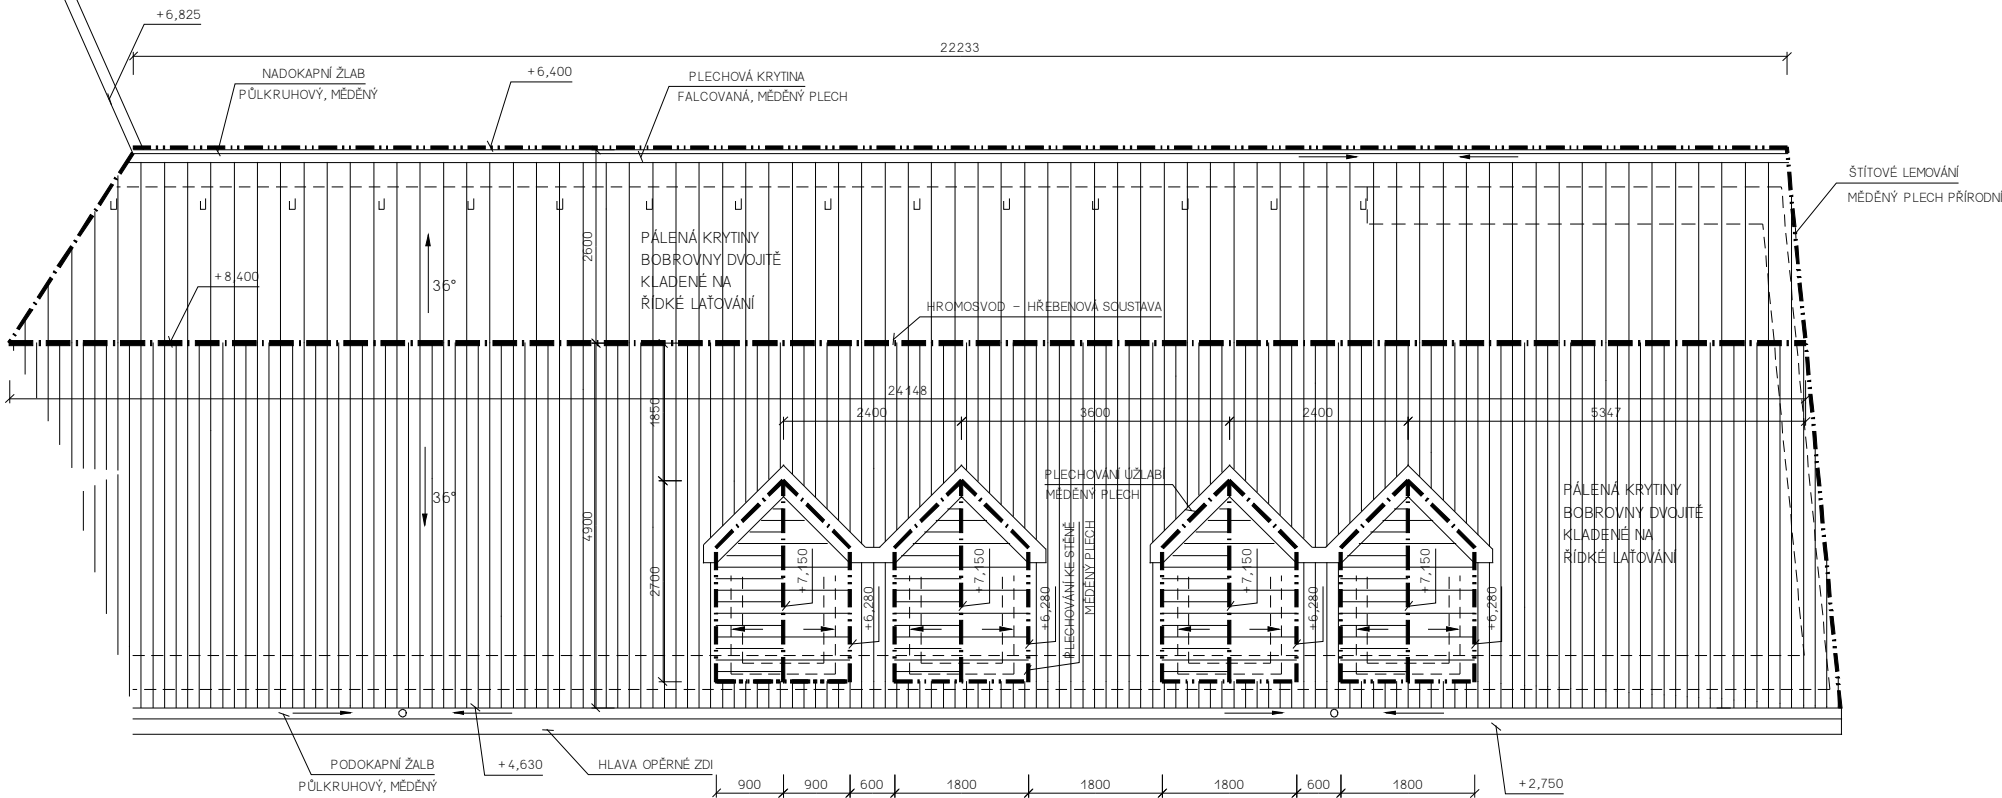 +6,825
22233
NADOKAPNÍ ŽLAB
PŮLKRUHOVÝ, MĚDĚNÝ
+6,400
PLECHOVÁ KRYTINA
FALCOVANÁ, MĚDĚNÝ PLECH
ŠTÍTOVÉ LEMOVÁNÍ
MĚDĚNÝ PLECH PŘÍRODNÍ
PÁLENÁ KRYTINY
BOBROVNY DVOJITĚ
KLADENÉ NA
ŘÍDKÉ LAŤOVÁNÍ
2600
+8,400
36°
HROMOSVOD - HŘEBENOVÁ SOUSTAVA
24148
2400
3600
2400
5347
1850
PLECHOVÁNÍ ÚŽLABÍ
MĚDĚNÝ PLECH
36°
4900
2700
PÁLENÁ KRYTINY
BOBROVNY DVOJITĚ
KLADENÉ NA
ŘÍDKÉ LAŤOVÁNÍ
+7,150
+6,280
+7,150
+6,280
PLECHOVÁNÍ KE STĚNĚ
MĚDĚNÝ PLECH
+7,150
+6,280
+7,150
+6,280
PODOKAPNÍ ŽALB
PŮLKRUHOVÝ, MĚDĚNÝ
+4,630
HLAVA OPĚRNÉ ZDI
900
900
600
1800
1800
1800
600
1800
+2,750